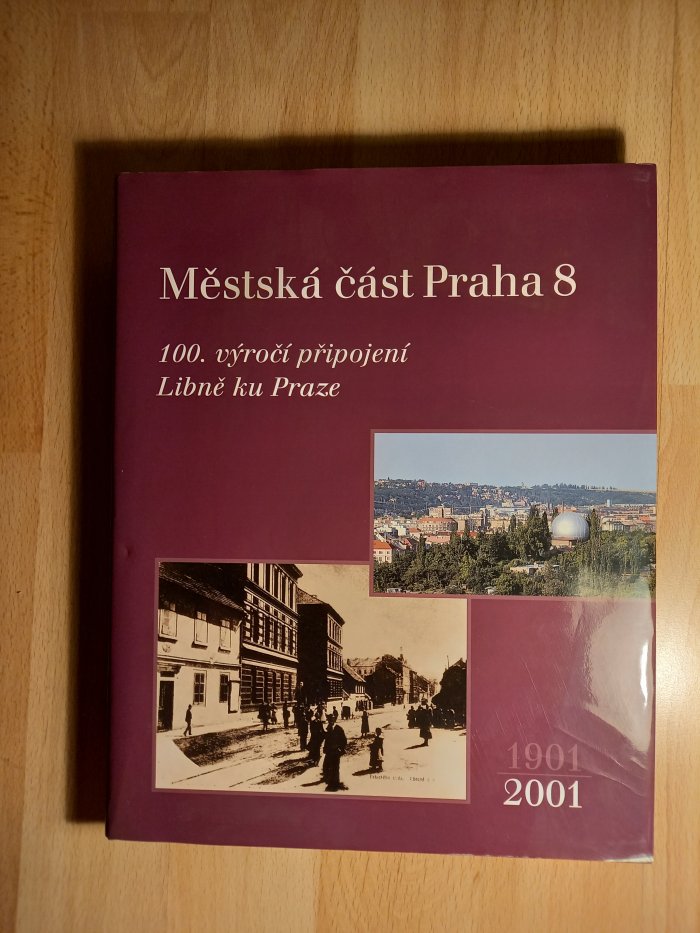 Městská část Praha 8
100. výročí připojení
Libně ku Praze
1901
2001